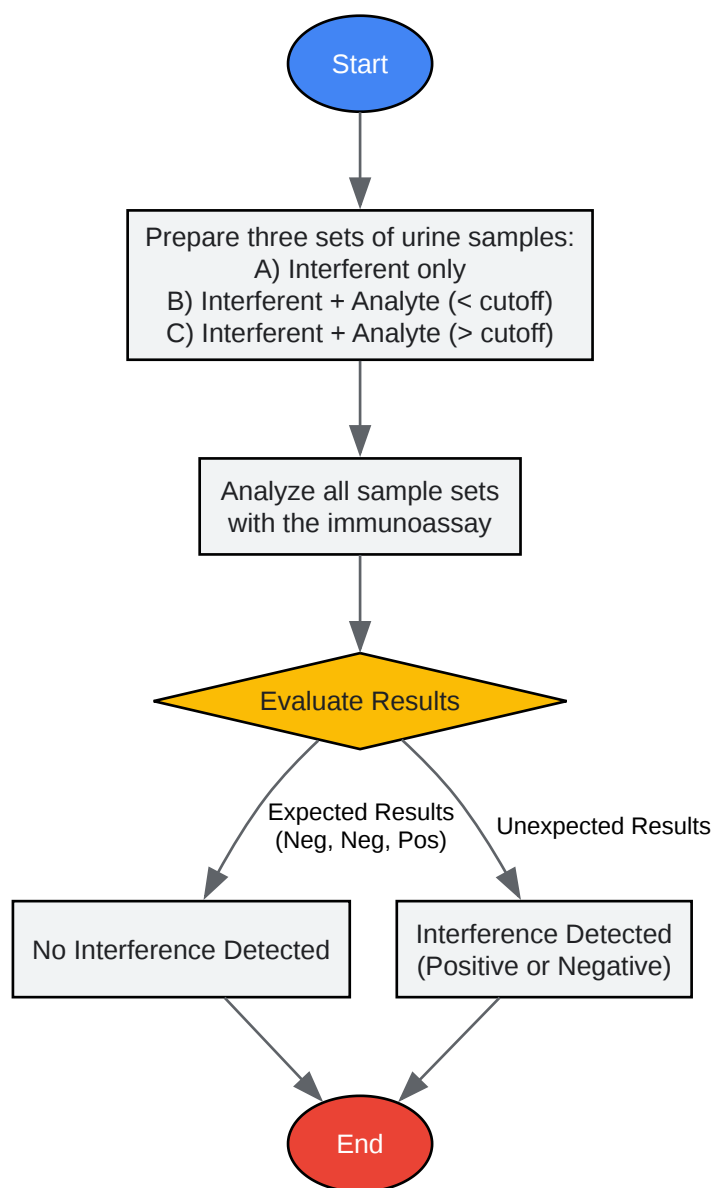 Start
Prepare three sets of urine samples:
A) Interferent only
B) Interferent + Analyte (< cutoff)
C) Interferent + Analyte (> cutoff)
Analyze all sample sets
with the immunoassay
Evaluate Results
Expected Results
(Neg, Neg, Pos)
Unexpected Results
No Interference Detected
Interference Detected
(Positive or Negative)
End